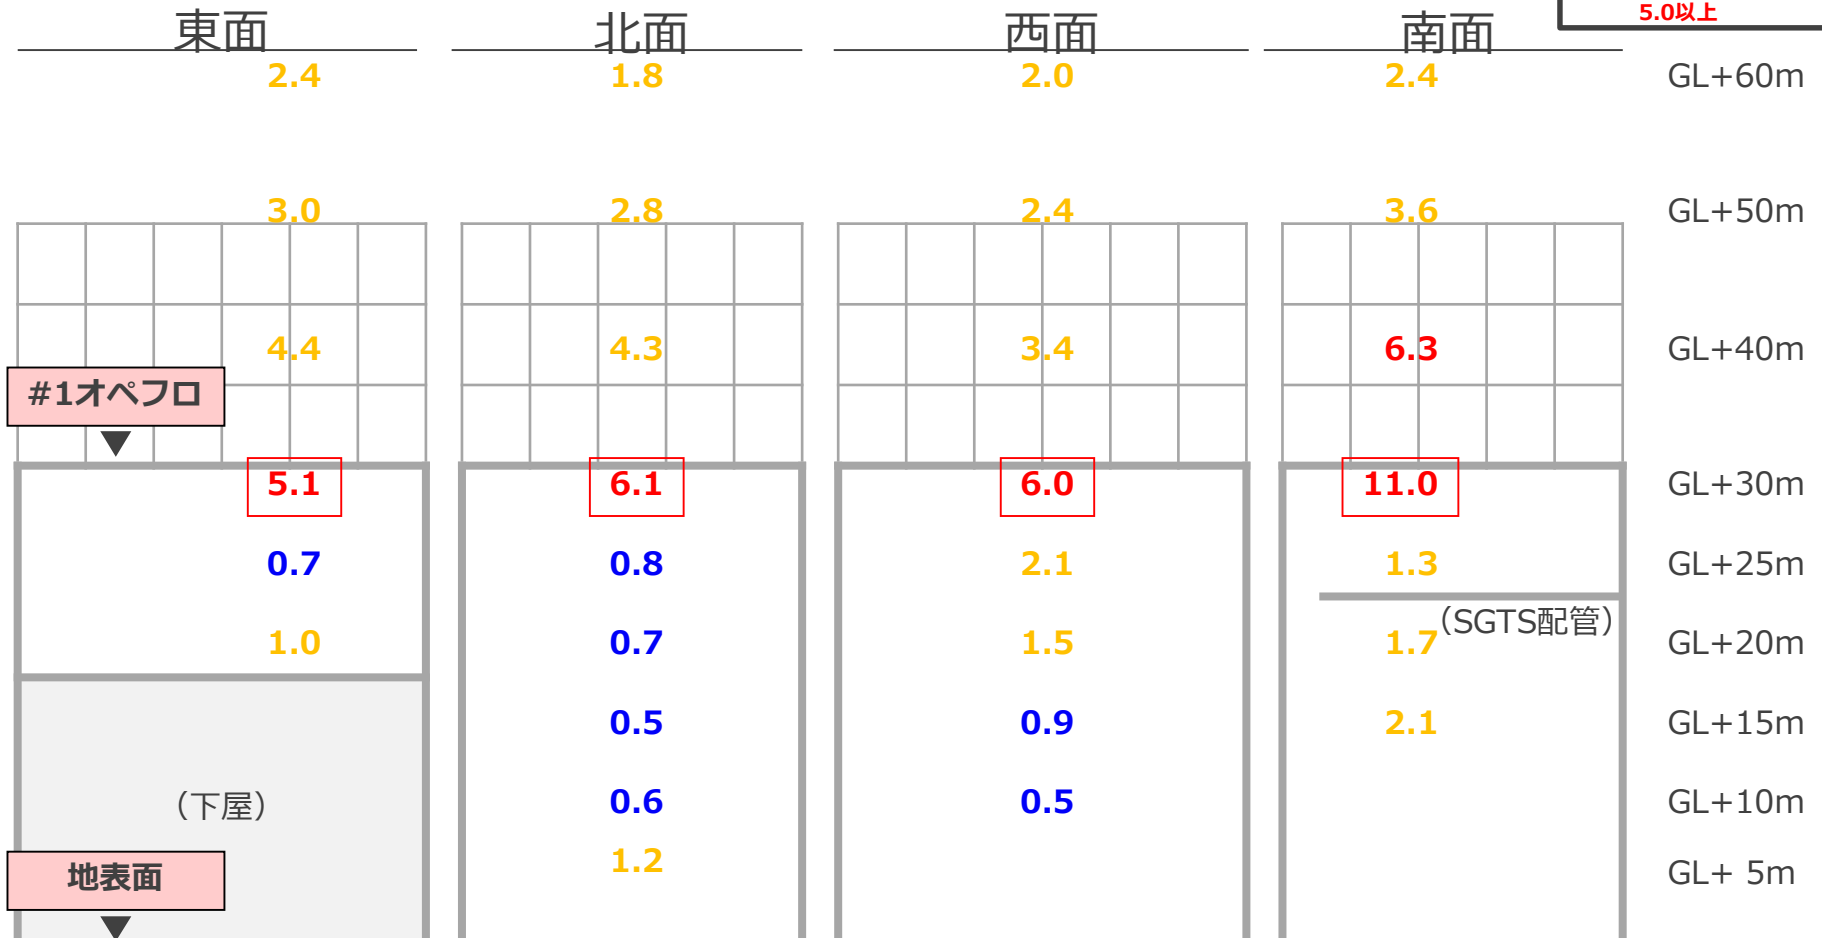 5.0以上
東面 北面 西面 南面
2.4 1.8 2.0 2.4 GL+60m
3.0 2.8 2.4 3.6 GL+50m
4.4 4.3 3.4 6.3 GL+40m
#1オペフロ
5.1 6.1 6.0 11.0 GL+30m
0.7 0.8 2.1 1.3 GL+25m
(SGTS配管)
1.0 0.7 1.5 1.7 GL+20m
0.5 0.9 2.1 GL+15m
(下屋) 0.6 0.5 GL+10m
1.2 GL+ 5m
地表面